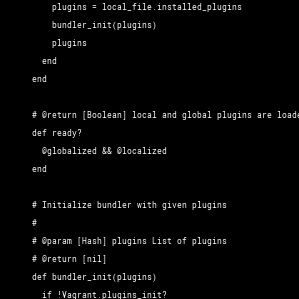 plugins = local_file.installed_plugins
bundler_init(plugins)
plugins
end
end
# @return [Boolean] local and global plugins are loade
def ready?
@globalized && @localized
end
# Initialize bundler with given plugins
#
# @param [Hash] plugins List of plugins
# @return [nil]
def bundler_init(plugins)
if !Vagrant.plugins_init?